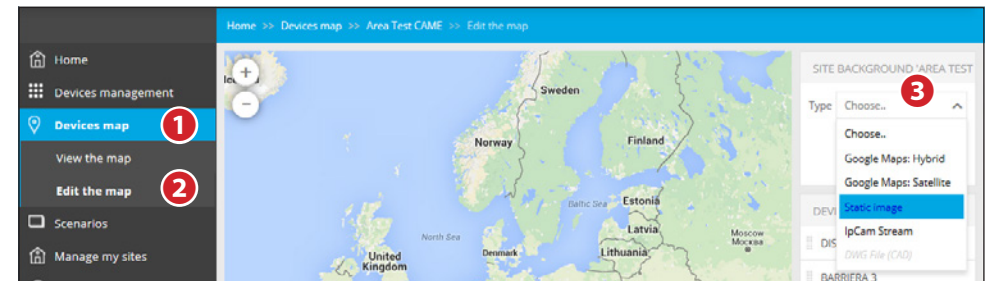 Home >> Devices map >> Area Test CAME >> Edit the map
Home
Devices management
Devices map 1
View the map
Edit the map 2
Scenarios
Manage my sites
+
−
Sweden
Norway
Finland
Baltic Sea
Estonia
Latvia
Moscow
Москва
North Sea
Denmark
Lithuania
United
Kingdom
SITE BACKGROUND 'AREA TEST
3
Type Choose..
Choose..
Google Maps: Hybrid
Google Maps: Satellite
Static image
IpCam Stream
DWG File (CAD)
DEVI
DIS
BARRIERA 3